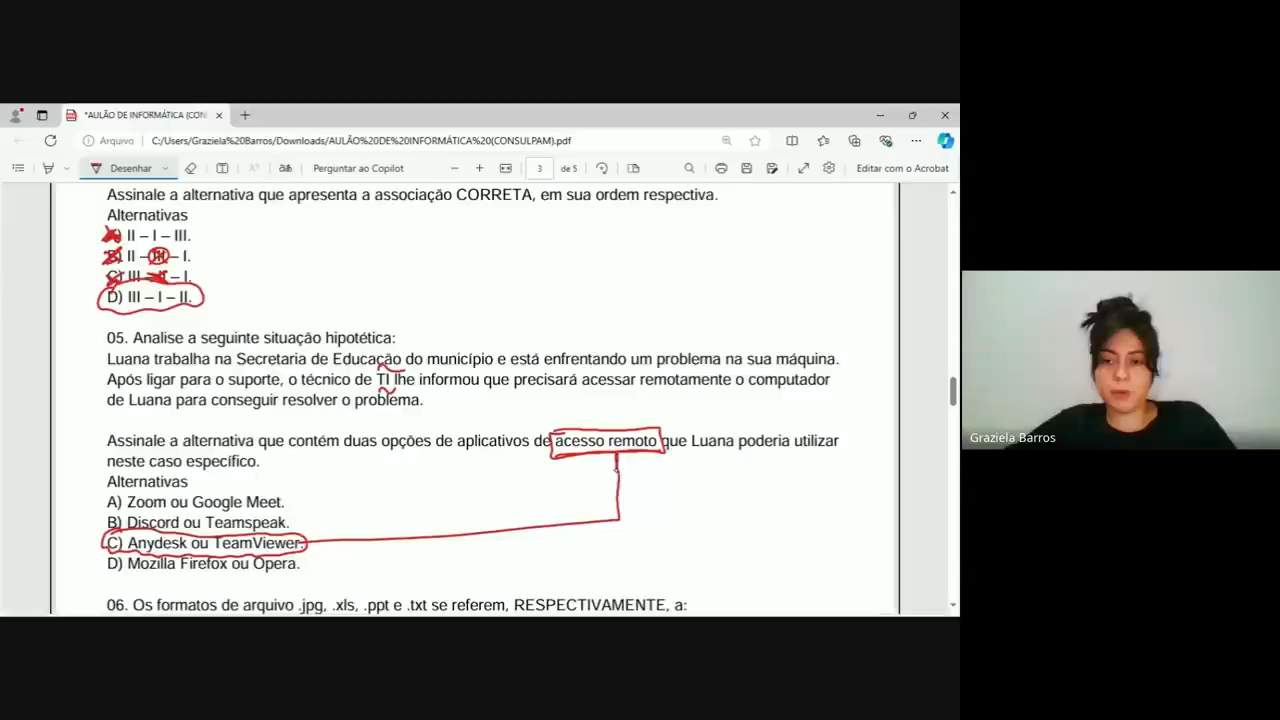 *AULÃO DE INFORMÁTICA (CON
Arquivo C:/Users/Graziela%20Barros/Downloads/AULÃO%20DE%20INFORMÁTICA%20(CONSULPAM).pdf
Desenhar Perguntar ao Copilot 3 de 5 Editar com o Acrobat
Assinale a alternativa que apresenta a associação CORRETA, em sua ordem respectiva.
Alternativas
A) II – I – III.
B) II – III – I.
C) III – II – I.
D) III – I – II.
05. Analise a seguinte situação hipotética:
Luana trabalha na Secretaria de Educação do município e está enfrentando um problema na sua máquina.
Após ligar para o suporte, o técnico de TI lhe informou que precisará acessar remotamente o computador
de Luana para conseguir resolver o problema.
Assinale a alternativa que contém duas opções de aplicativos de acesso remoto que Luana poderia utilizar
neste caso específico.
Alternativas
A) Zoom ou Google Meet.
B) Discord ou Teamspeak.
C) Anydesk ou TeamViewer.
D) Mozilla Firefox ou Opera.
06. Os formatos de arquivo .jpg, .xls, .ppt e .txt se referem, RESPECTIVAMENTE, a:
Graziela Barros